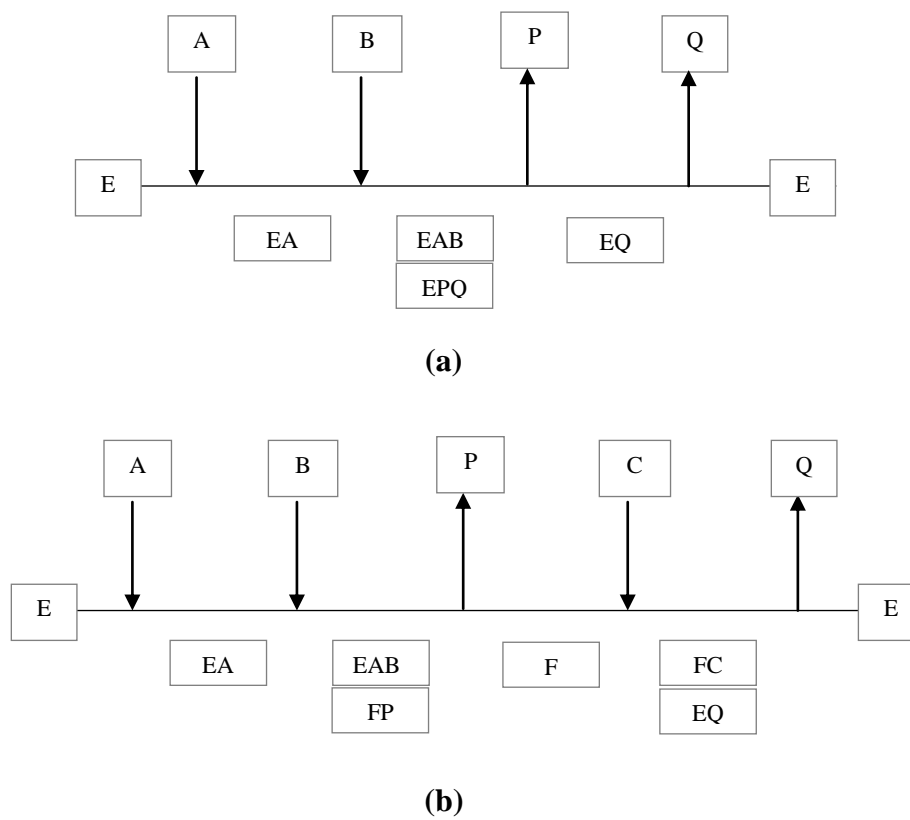 A B P Q
E E
EA EAB EQ
EPQ
(a)
A B P C Q
E E
EA EAB F FC
FP EQ
(b)